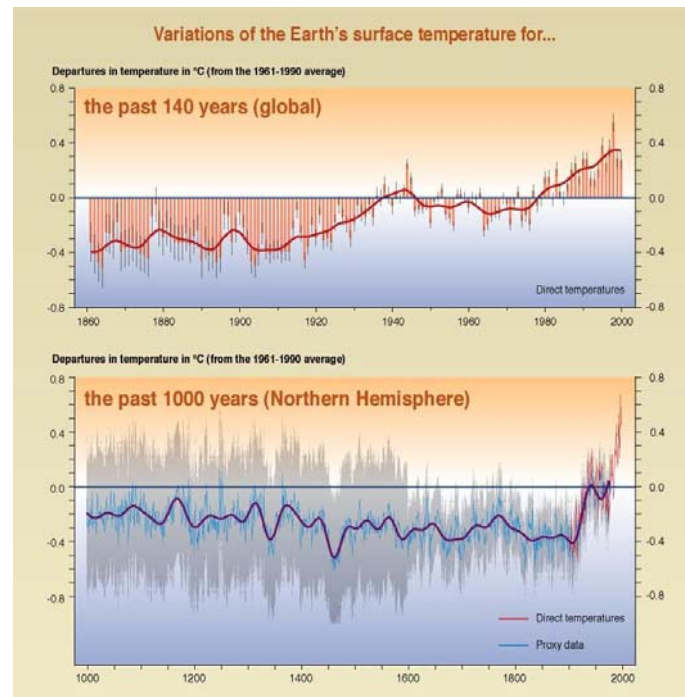 Variations of the Earth's surface temperature for...
Departures in temperature in °C (from the 1961-1990 average)
the past 140 years (global)
0.8
0.4
0.0
-0.4
-0.8
0.8
0.4
0.0
-0.4
-0.8
Direct temperatures
1860 1880 1900 1920 1940 1960 1980 2000
Departures in temperature in °C (from the 1961-1990 average)
the past 1000 years (Northern Hemisphere)
0.8
0.4
0.0
-0.4
-0.8
0.8
0.4
0.0
-0.4
-0.8
Direct temperatures
Proxy data
1000 1200 1400 1600 1800 2000